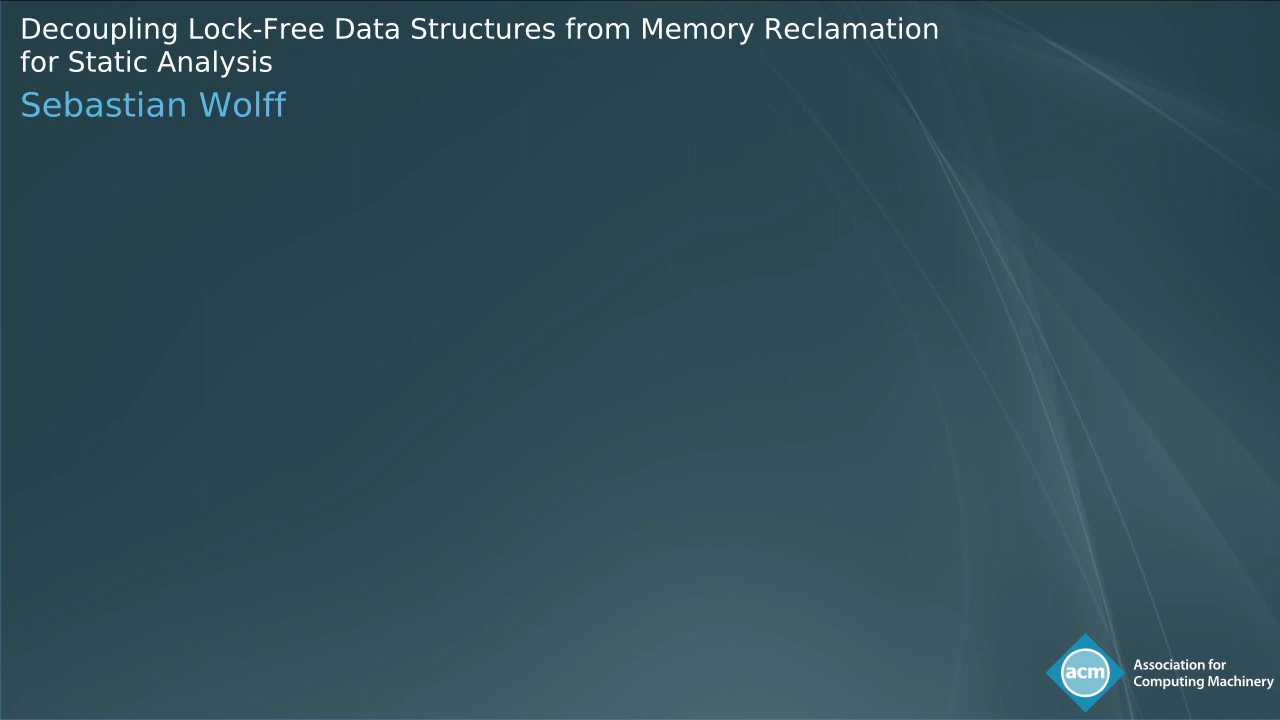 Decoupling Lock-Free Data Structures from Memory Reclamation
for Static Analysis
Sebastian Wolff
acm
Association for
Computing Machinery